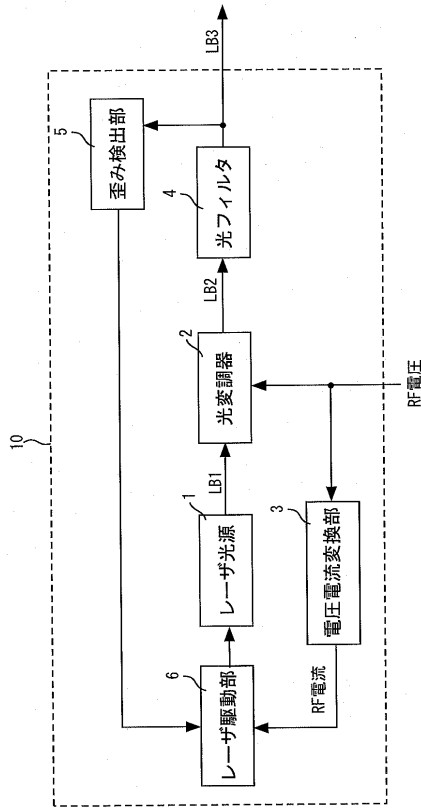 10
歪み検出部
5
LB3
光フィルタ
4
LB2
光変調器
2
LB1
レーザ光源
1
レーザ駆動部
6
電圧電流変換部
3
RF電流
RF電圧